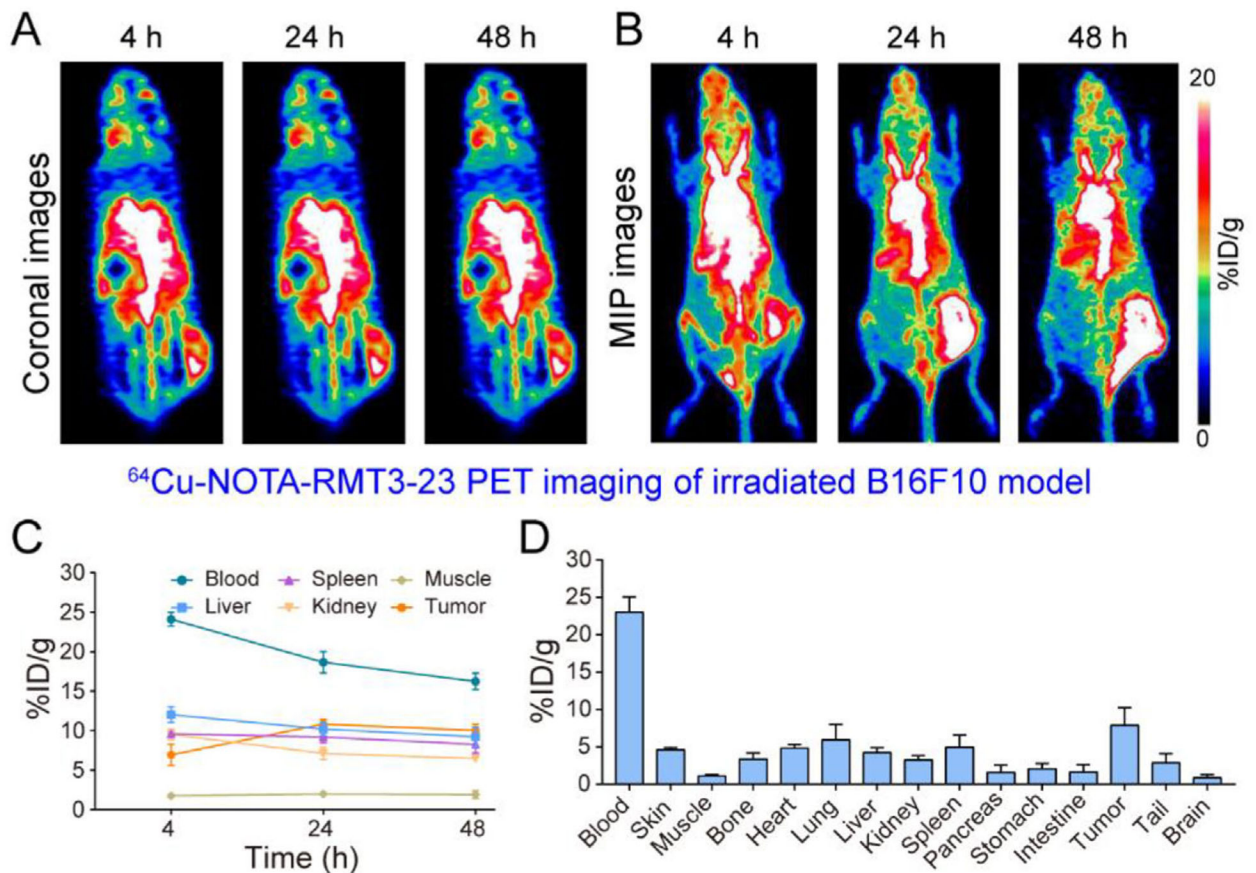 A
4 h
24 h
48 h
Coronal images
B
4 h
24 h
48 h
MIP images
20
%ID/g
0
⁶⁴Cu-NOTA-RMT3-23 PET imaging of irradiated B16F10 model
C
30
25
20
15
10
5
0
%ID/g
Blood
Spleen
Muscle
Liver
Kidney
Tumor
4
24
48
Time (h)
D
30
25
20
15
10
5
0
%ID/g
Blood
Skin
Muscle
Bone
Heart
Lung
Liver
Kidney
Spleen
Pancreas
Stomach
Intestine
Tumor
Tail
Brain